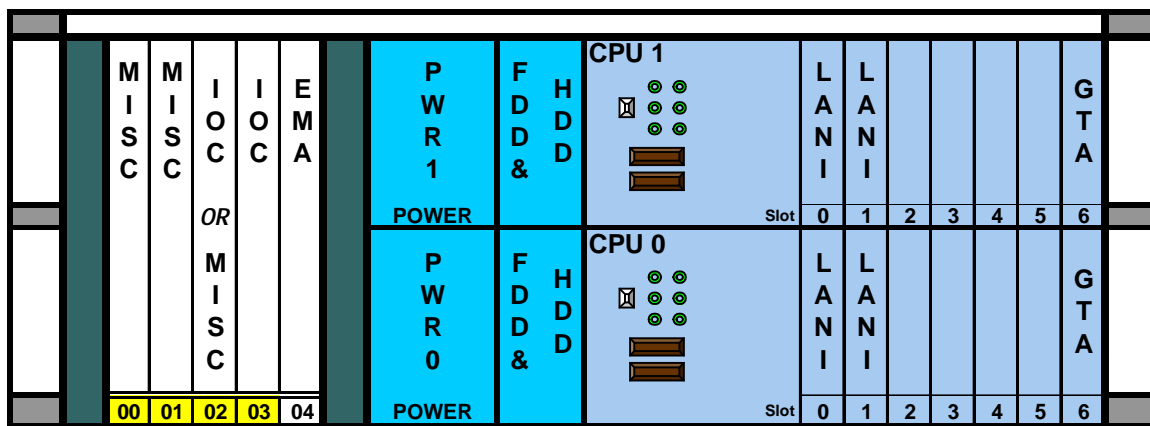 MISC
MISC
IOC OR MISC
IOC
EMA
00 01 02 03 04
PWR1
POWER
FDD& HDD
CPU 1
LANI
LANI
GTA
Slot 0 1 2 3 4 5 6
PWR0
POWER
FDD& HDD
CPU 0
LANI
LANI
GTA
Slot 0 1 2 3 4 5 6